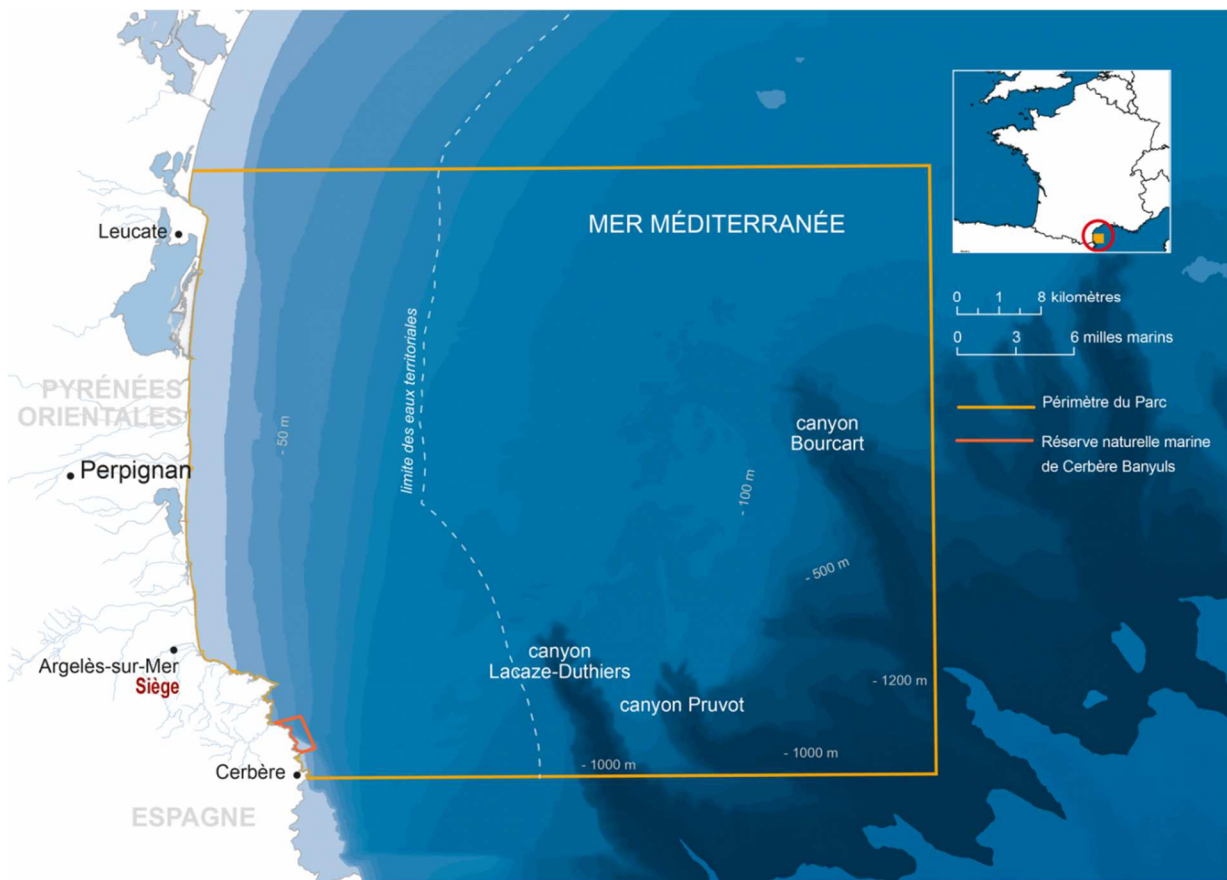 MER MÉDITERRANÉE
Leucate
limite des eaux territoriales
0 1 8 kilomètres
0 3 6 milles marins
PYRÉNÉES
ORIENTALES
- 50 m
Périmètre du Parc
canyon
Bourcart
Réserve naturelle marine
de Cerbère Banyuls
Perpignan
- 100 m
- 500 m
canyon
Lacaze-Duthiers
Argelès-sur-Mer
Siège
- 1200 m
canyon Pruvot
- 1000 m
- 1000 m
Cerbère
ESPAGNE